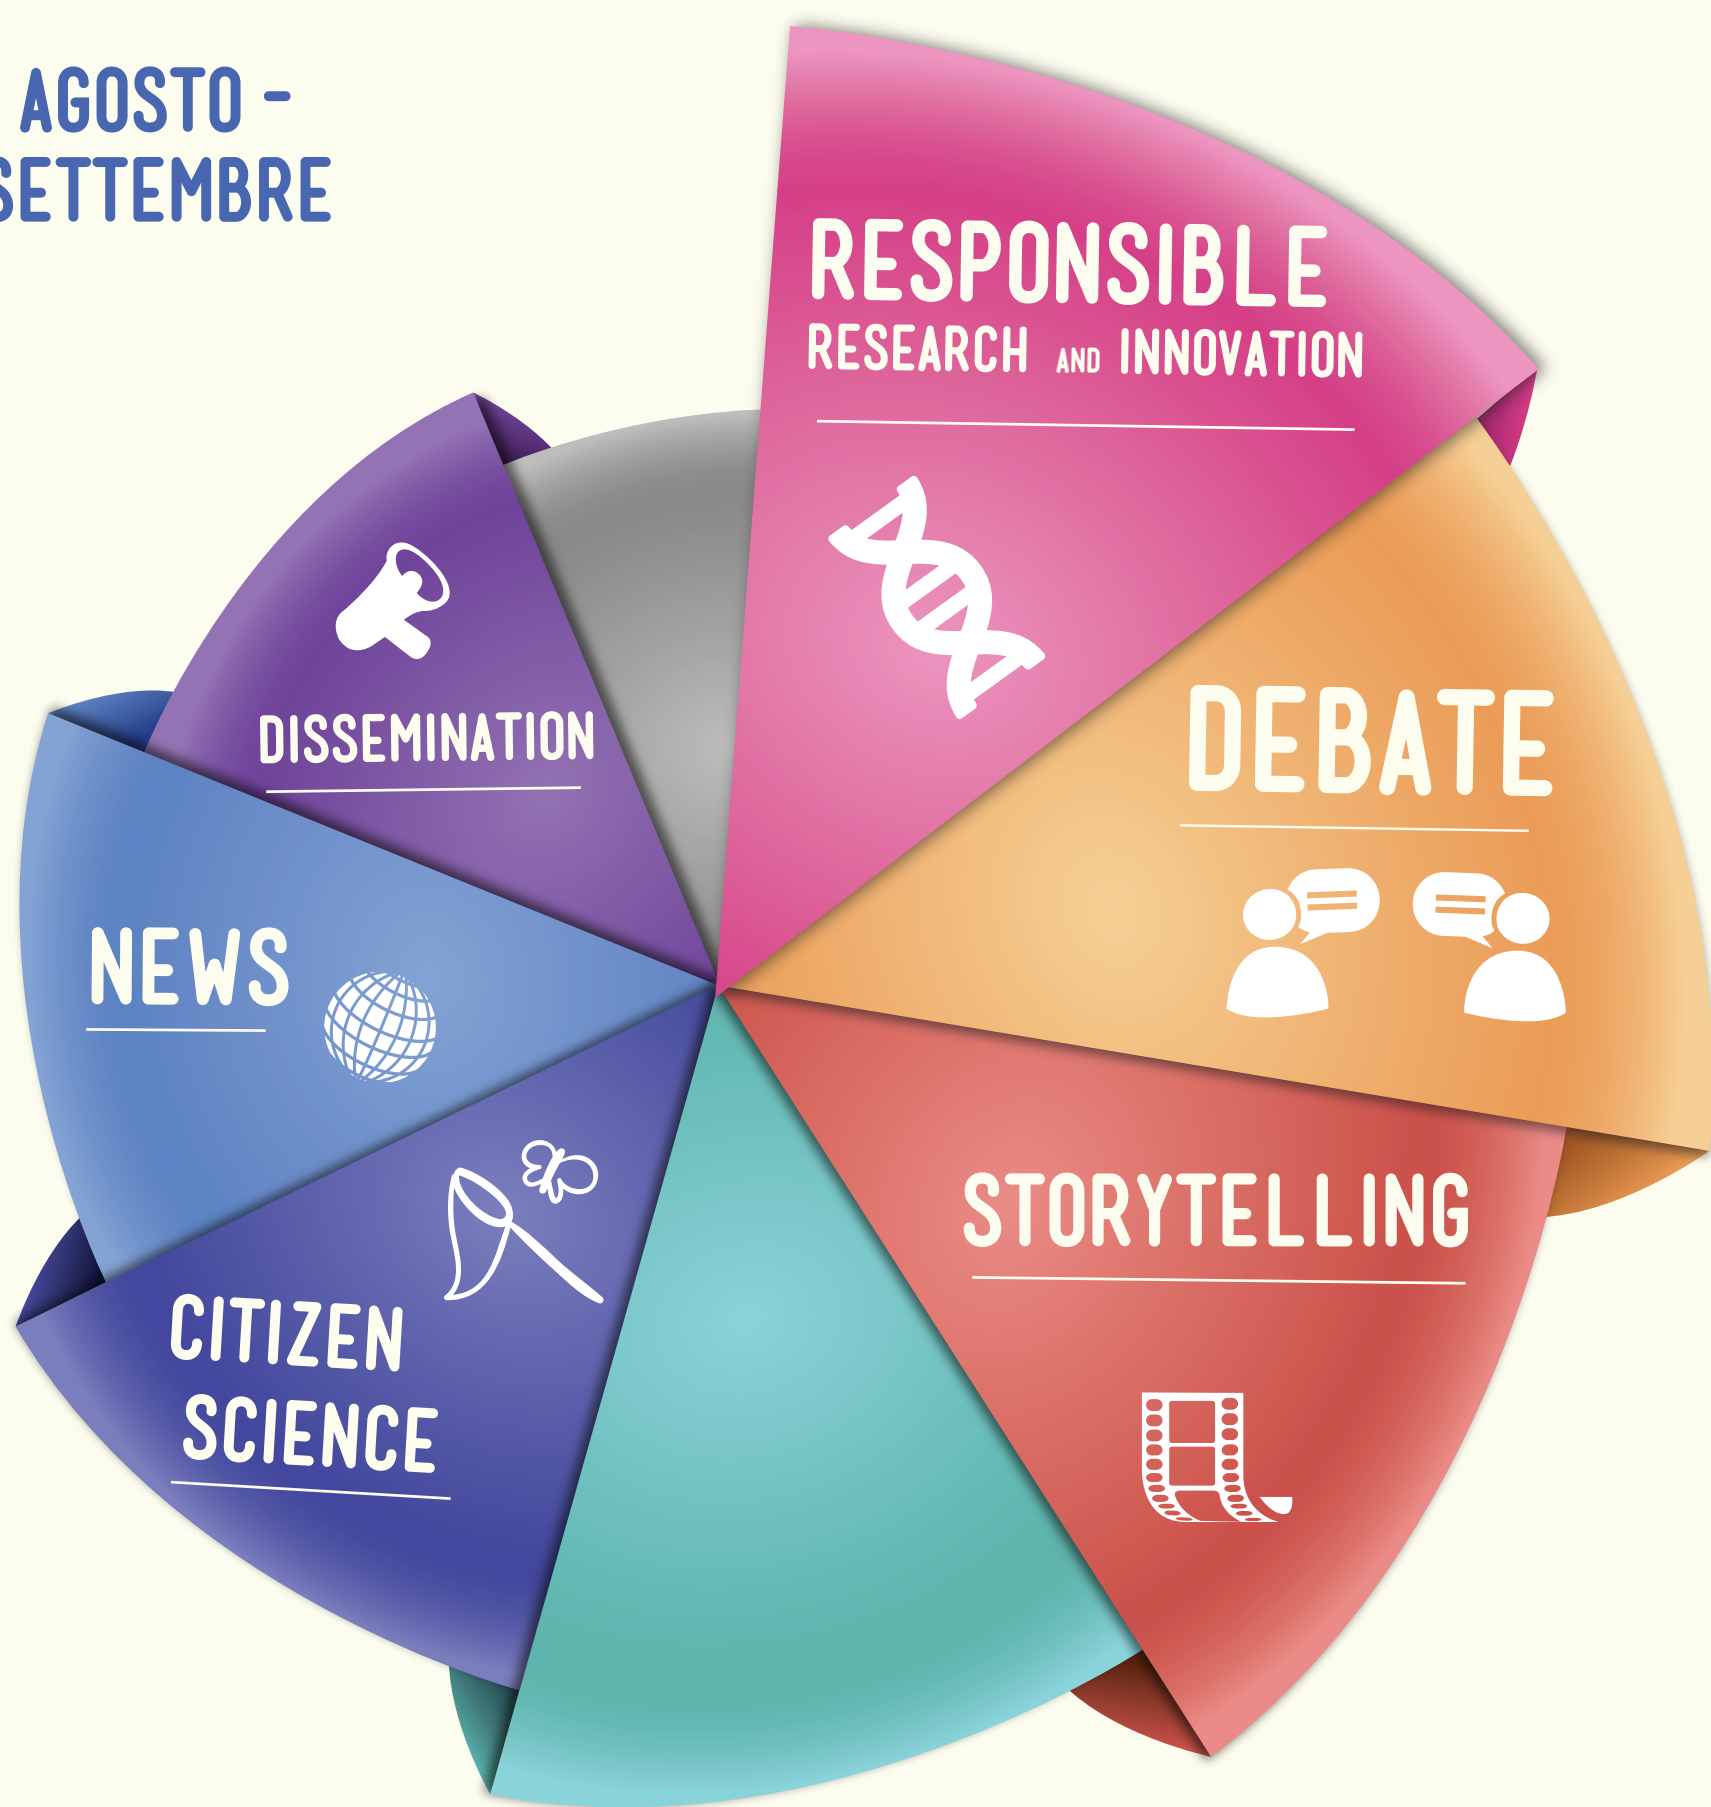 AGOSTO -
SETTEMBRE
RESPONSIBLE
RESEARCH AND INNOVATION
DEBATE
DISSEMINATION
NEWS
STORYTELLING
CITIZEN
SCIENCE